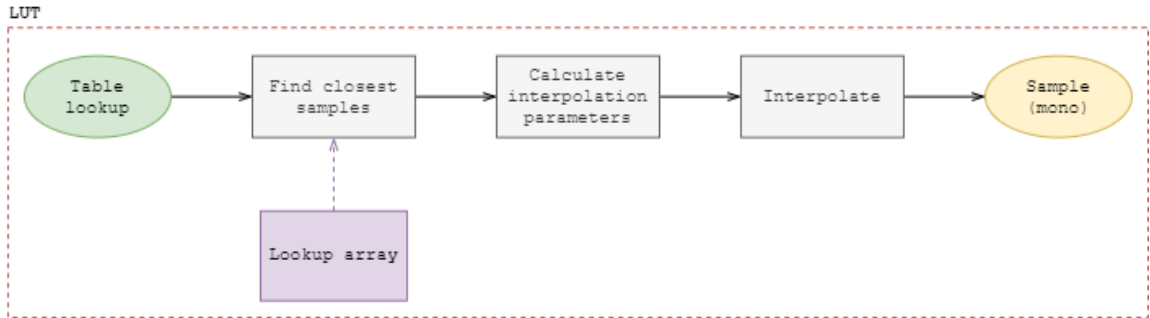 LUT
Table
lookup
Find closest
samples
Calculate
interpolation
parameters
Interpolate
Sample
(mono)
Lookup array